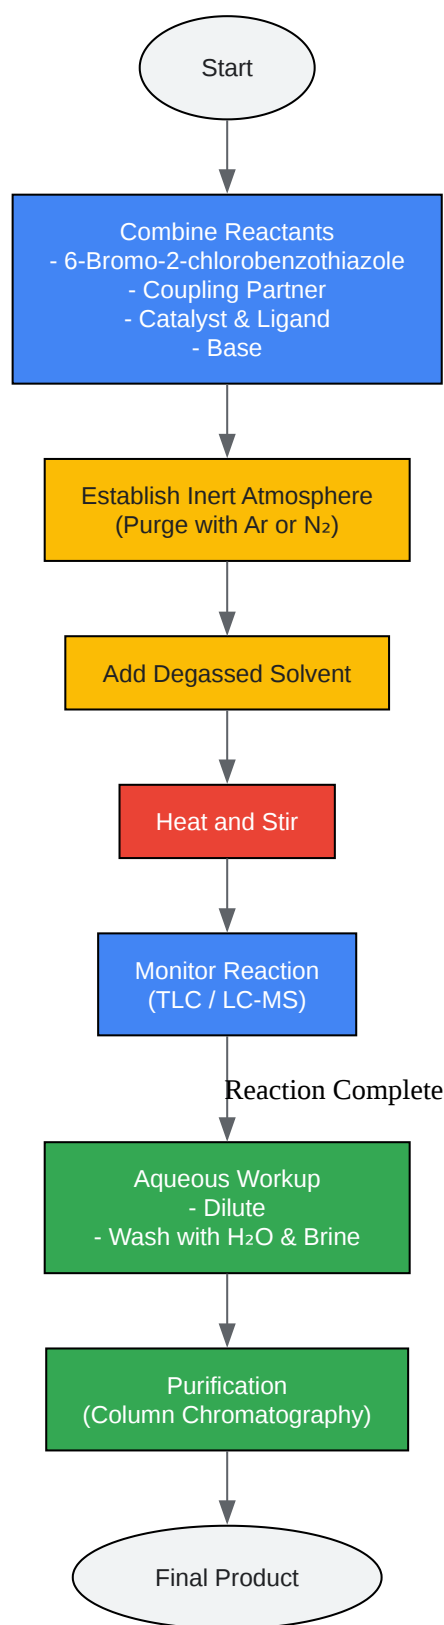 Start
Combine Reactants
- 6-Bromo-2-chlorobenzothiazole
- Coupling Partner
- Catalyst & Ligand
- Base
Establish Inert Atmosphere
(Purge with Ar or N₂)
Add Degassed Solvent
Heat and Stir
Monitor Reaction
(TLC / LC-MS)
Reaction Complete
Aqueous Workup
- Dilute
- Wash with H₂O & Brine
Purification
(Column Chromatography)
Final Product